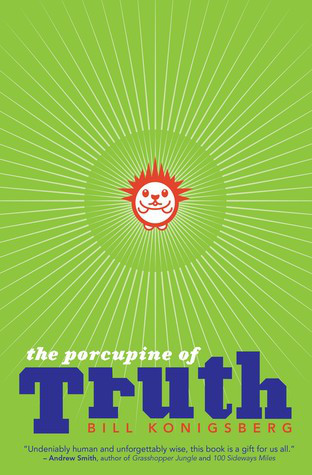 the porcupine of
Truth
BILL KONIGSBERG
"Undeniably human and unforgettably wise, this book is a gift for us all."
– Andrew Smith, author of Grasshopper Jungle and 100 Sideways Miles